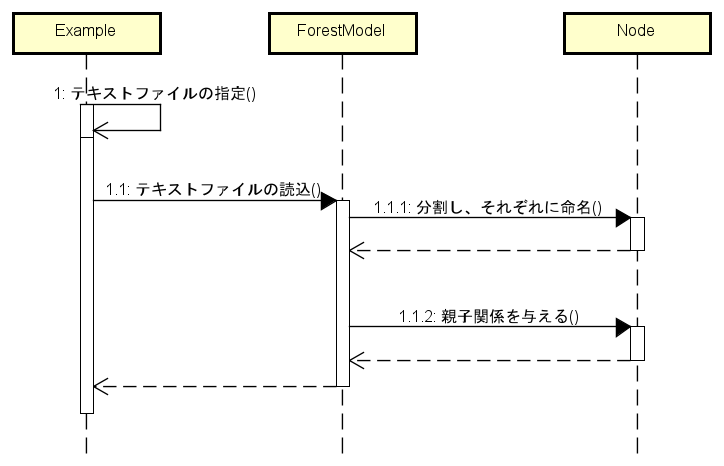 Example
ForestModel
Node
1: テキストファイルの指定()
1.1: テキストファイルの読込()
1.1.1: 分割し、それぞれに命名()
1.1.2: 親子関係を与える()